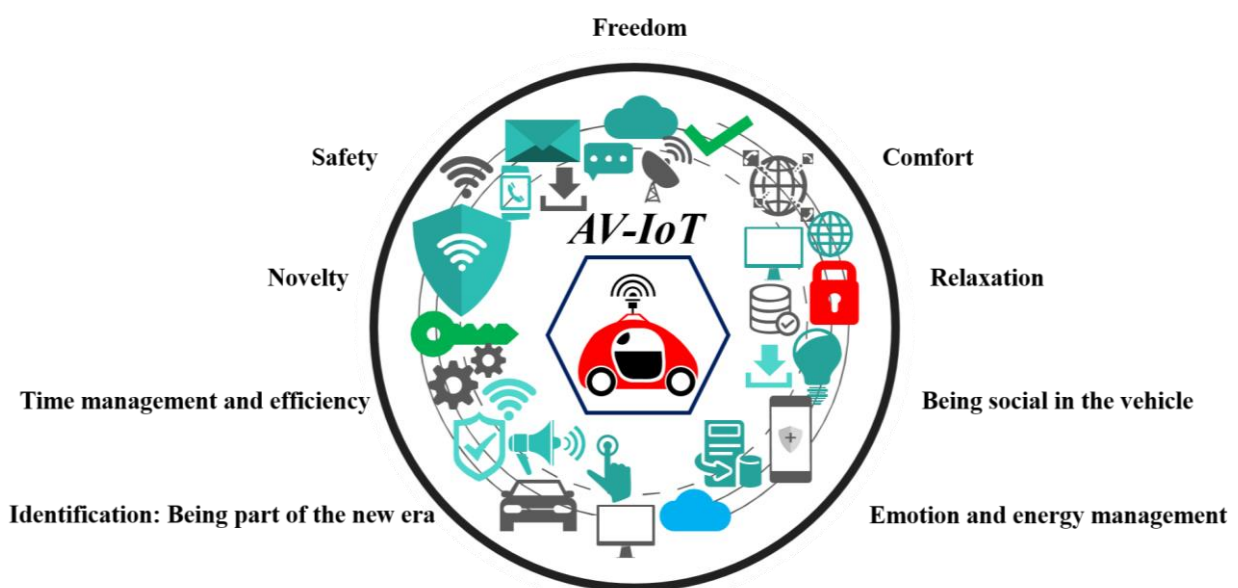 Freedom
Safety
Comfort
AV-IoT
Novelty
Relaxation
Time management and efficiency
Being social in the vehicle
Identification: Being part of the new era
Emotion and energy management